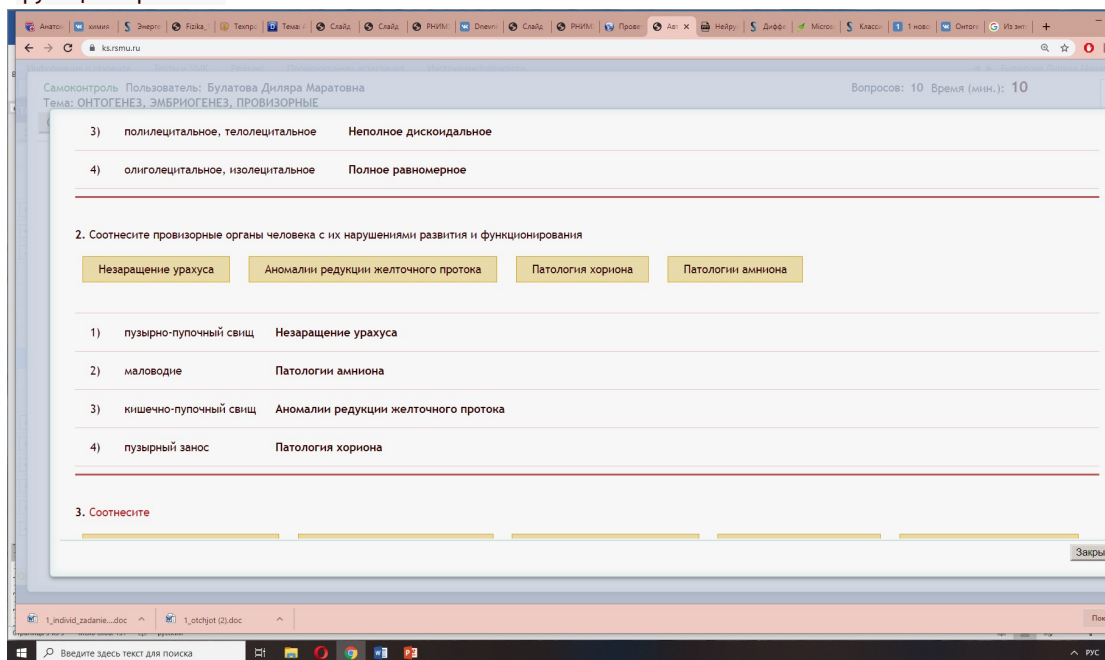 ks.rsmu.ru
Самоконтроль Пользователь: Булатова Диляра Маратовна
Вопросов: 10 Время (мин.): 10
Тема: ОНТОГЕНЕЗ, ЭМБРИОГЕНЕЗ, ПРОВИЗОРНЫЕ
3) полилецитальное, телолецитальное Неполное дискоидальное
4) олиголецитальное, изолецитальное Полное равномерное
2. Соотнесите провизорные органы человека с их нарушениями развития и функционирования
Незаращение урахуса Аномалии редукции желточного протока Патология хориона Патологии амниона
1) пузырно-пупочный свищ Незаращение урахуса
2) маловодие Патологии амниона
3) кишечно-пупочный свищ Аномалии редукции желточного протока
4) пузырный занос Патология хориона
3. Соотнесите
Закры
1_individ_zadanie....doc 1_otchjot (2).doc
Пок
Введите здесь текст для поиска
РУС